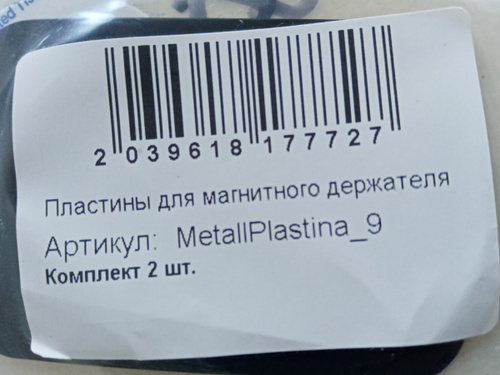 2 039618 177727
Пластины для магнитного держателя
Артикул: MetallPlastina_9
Комплект 2 шт.